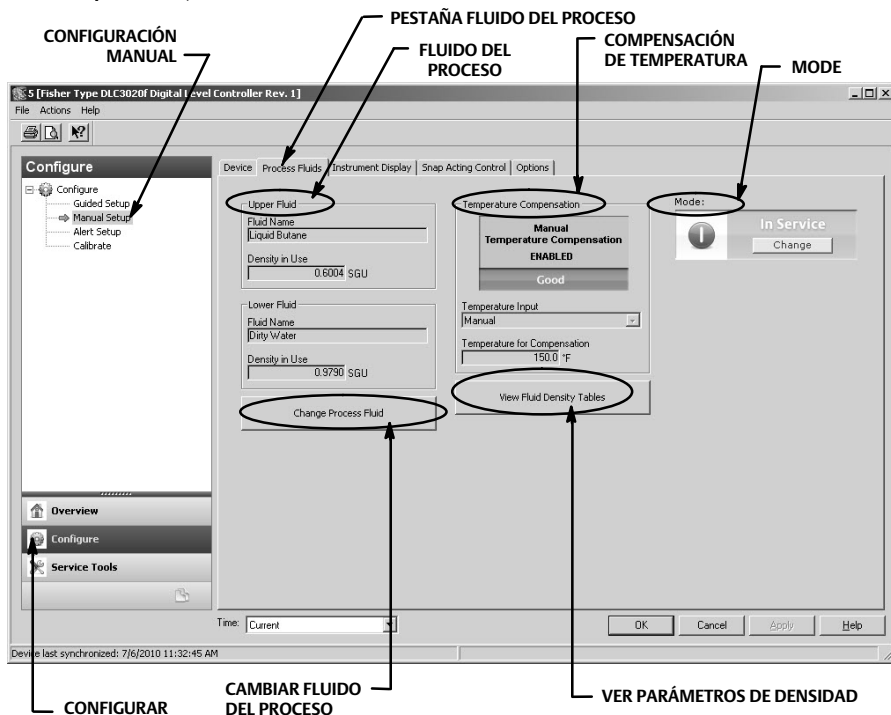 PESTAÑA FLUIDO DEL PROCESO
CONFIGURACIÓN
MANUAL
FLUIDO DEL
PROCESO
COMPENSACIÓN
DE TEMPERATURA
MODE
5 [Fisher Type DLC3020f Digital Level Controller Rev. 1]
File Actions Help
Configure
Configure
Guided Setup
Manual Setup
Alert Setup
Calibrate
Device Process Fluids Instrument Display Snap Acting Control Options
Upper Fluid
Fluid Name
Liquid Butane
Density in Use
0.6004 SGU
Lower Fluid
Fluid Name
Dirty Water
Density in Use
0.9790 SGU
Change Process Fluid
Temperature Compensation
Manual
Temperature Compensation
ENABLED
Good
Temperature Input
Manual
Temperature for Compensation
150.0 °F
View Fluid Density Tables
Mode:
In Service
Change
Overview
Configure
Service Tools
Time: Current
OK Cancel Apply Help
Device last synchronized: 7/6/2010 11:32:45 AM
CONFIGURAR
CAMBIAR FLUIDO
DEL PROCESO
VER PARÁMETROS DE DENSIDAD